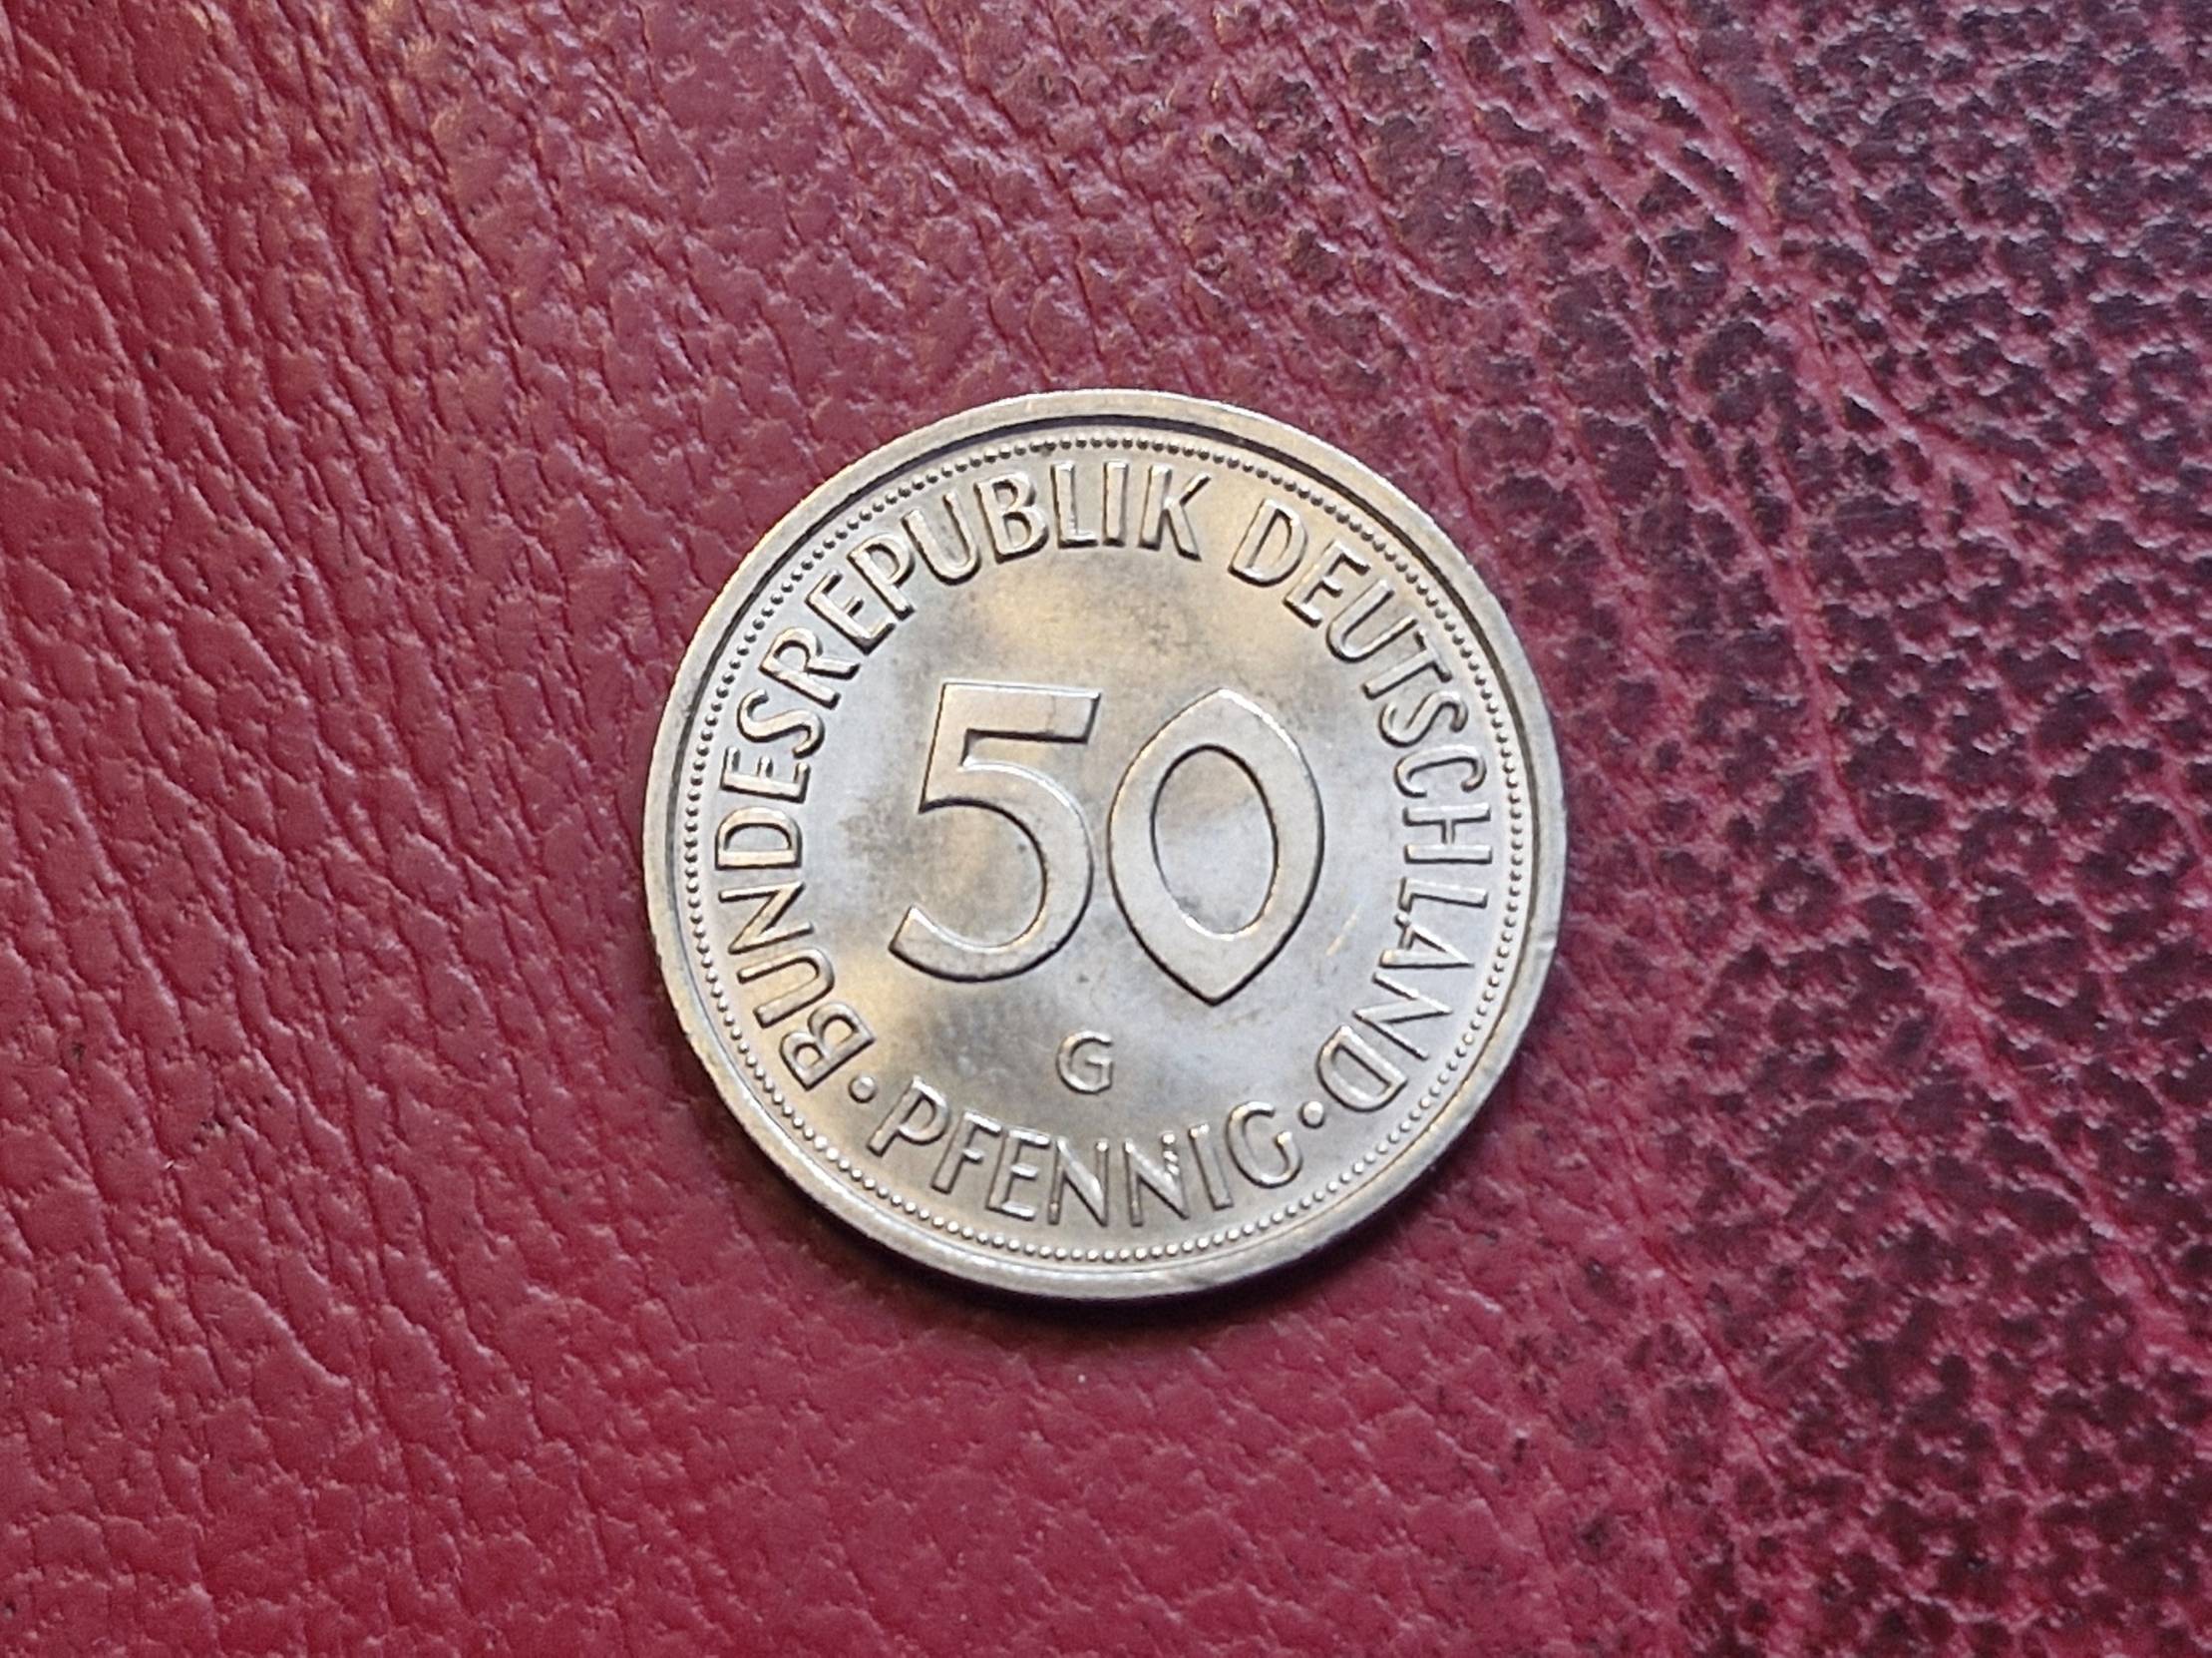 BUNDESREPUBLIK DEUTSCHLAND
50
G
· PFENNIG ·